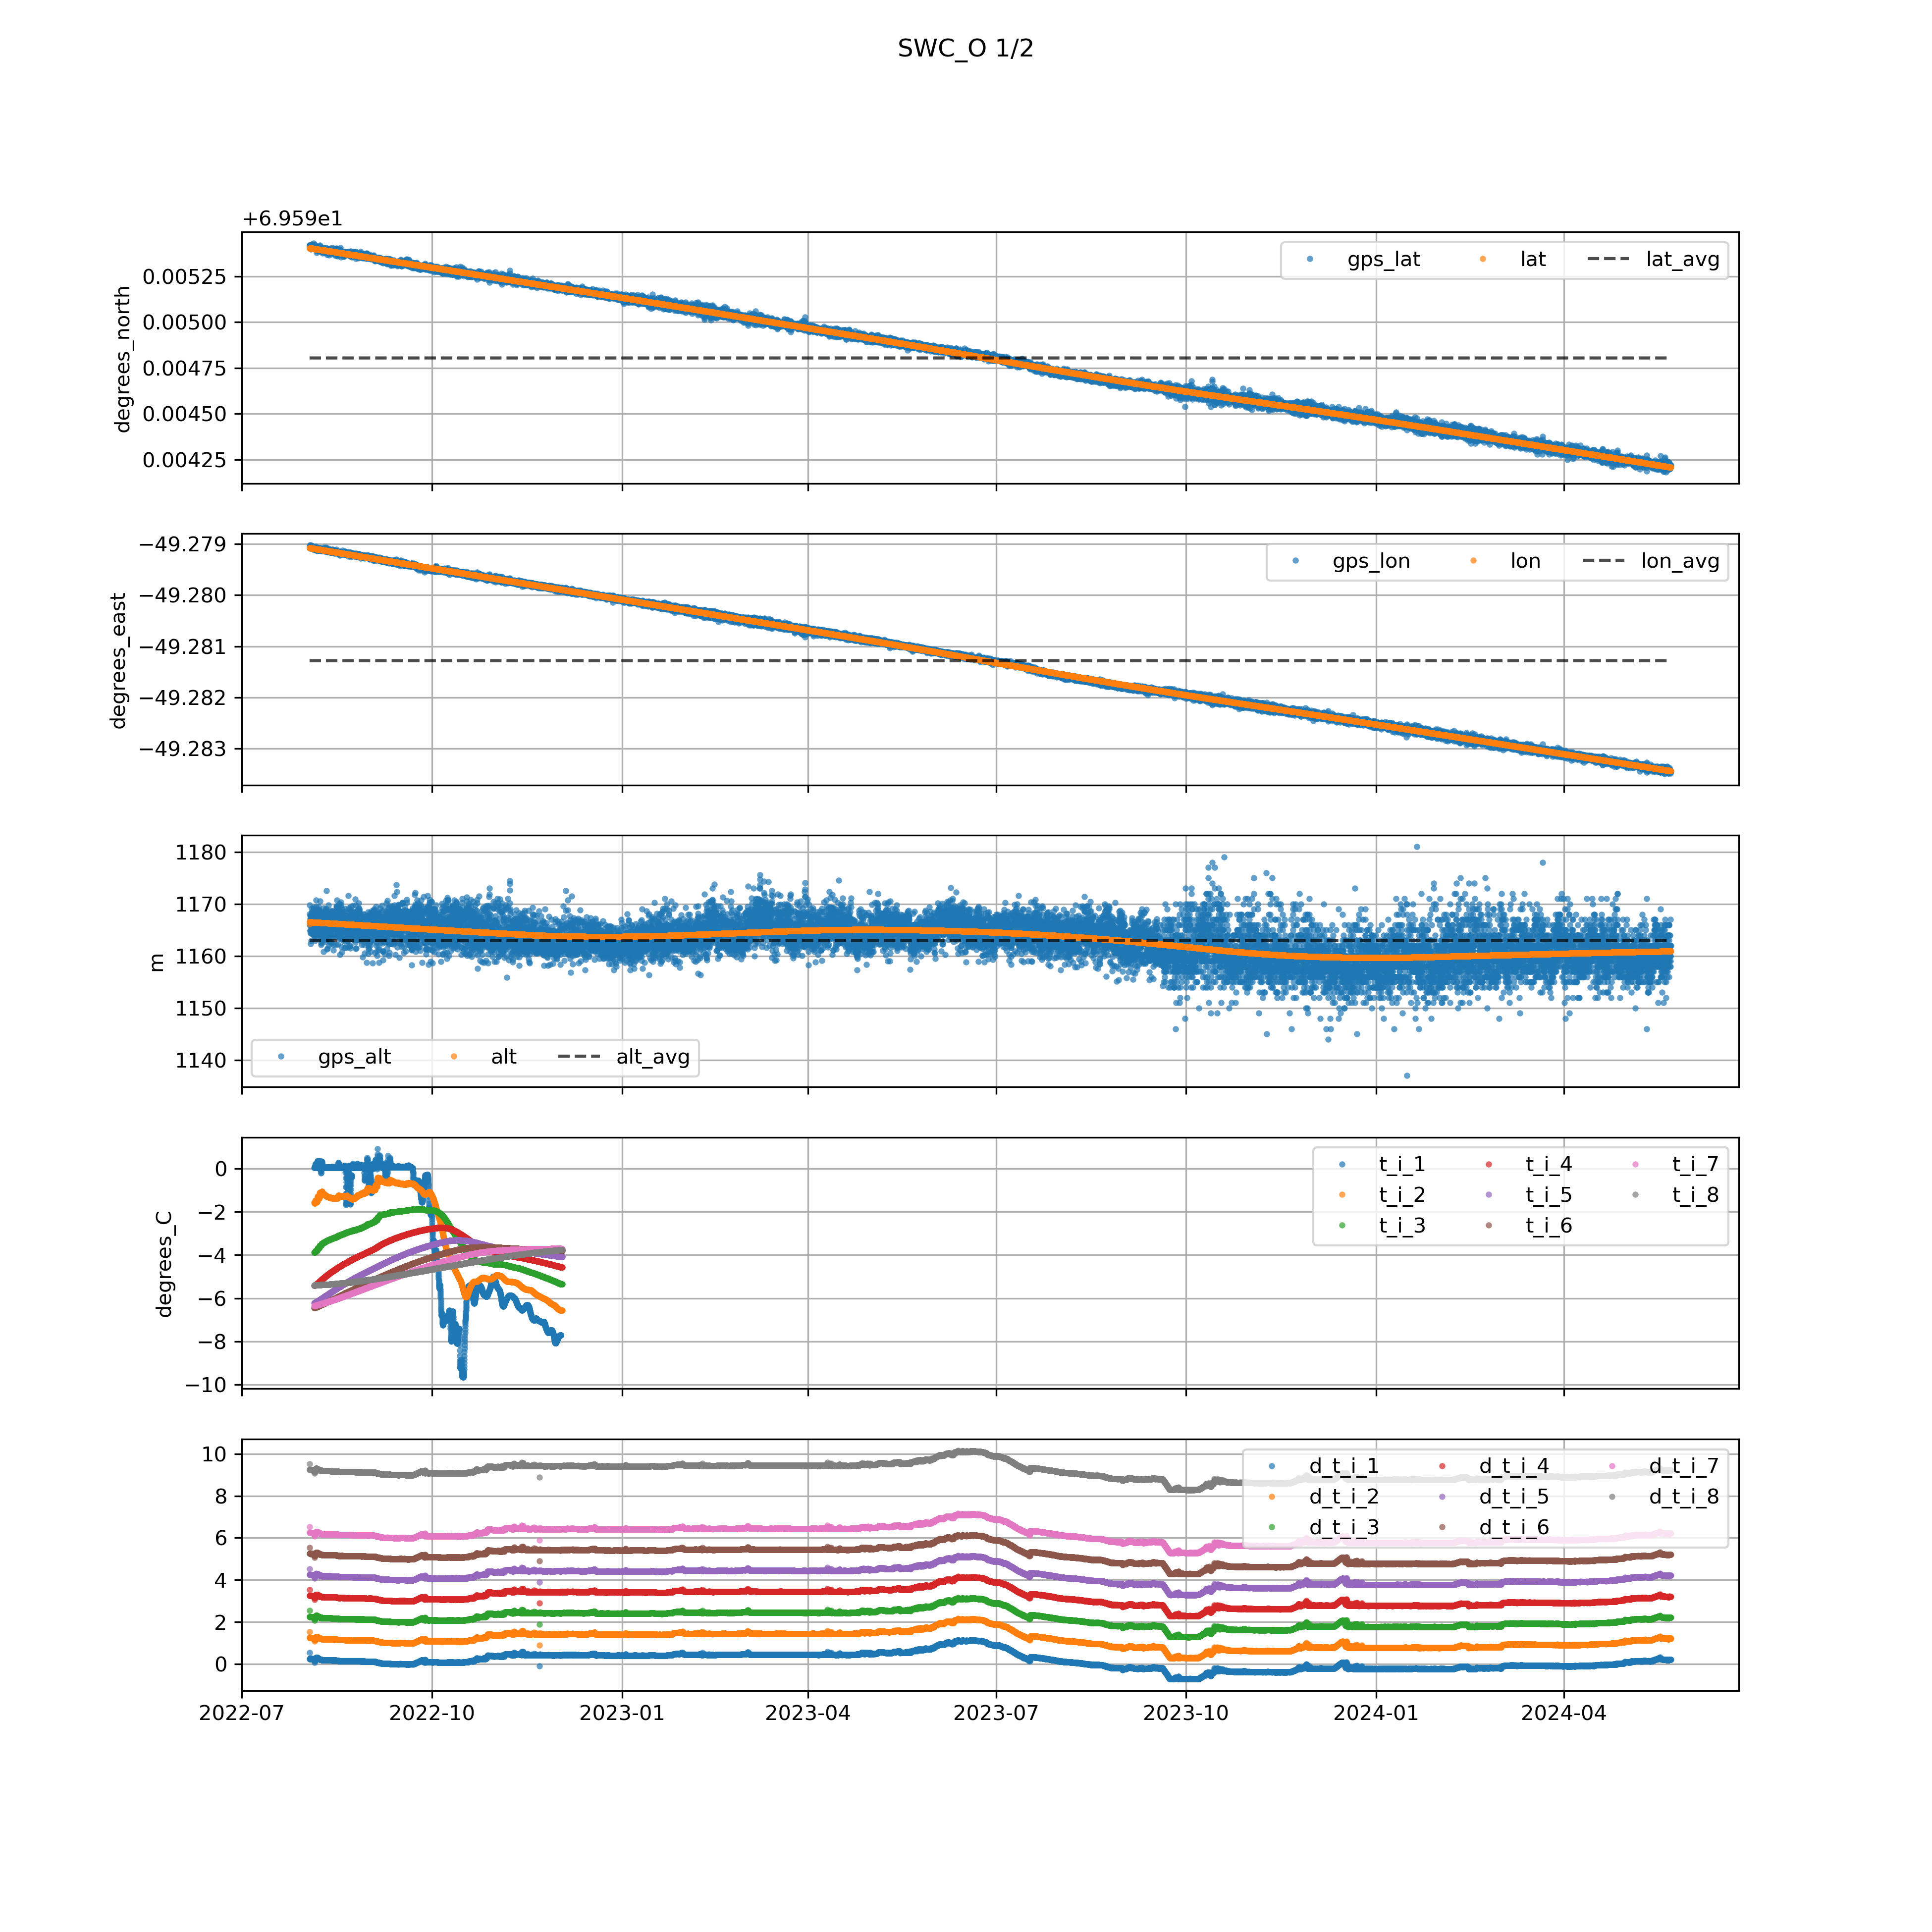 SWC_O 1/2
+6.959e1
0.00525
0.00500
0.00475
0.00450
0.00425
degrees_north
gps_lat lat lat_avg
−49.279
−49.280
−49.281
−49.282
−49.283
degrees_east
gps_lon lon lon_avg
1180
1170
1160
1150
1140
m
gps_alt alt alt_avg
0
−2
−4
−6
−8
−10
degrees_C
t_i_1 t_i_4 t_i_7
t_i_2 t_i_5 t_i_8
t_i_3 t_i_6
10
8
6
4
2
0
d_t_i_1 d_t_i_4 d_t_i_7
d_t_i_2 d_t_i_5 d_t_i_8
d_t_i_3 d_t_i_6
2022-07 2022-10 2023-01 2023-04 2023-07 2023-10 2024-01 2024-04